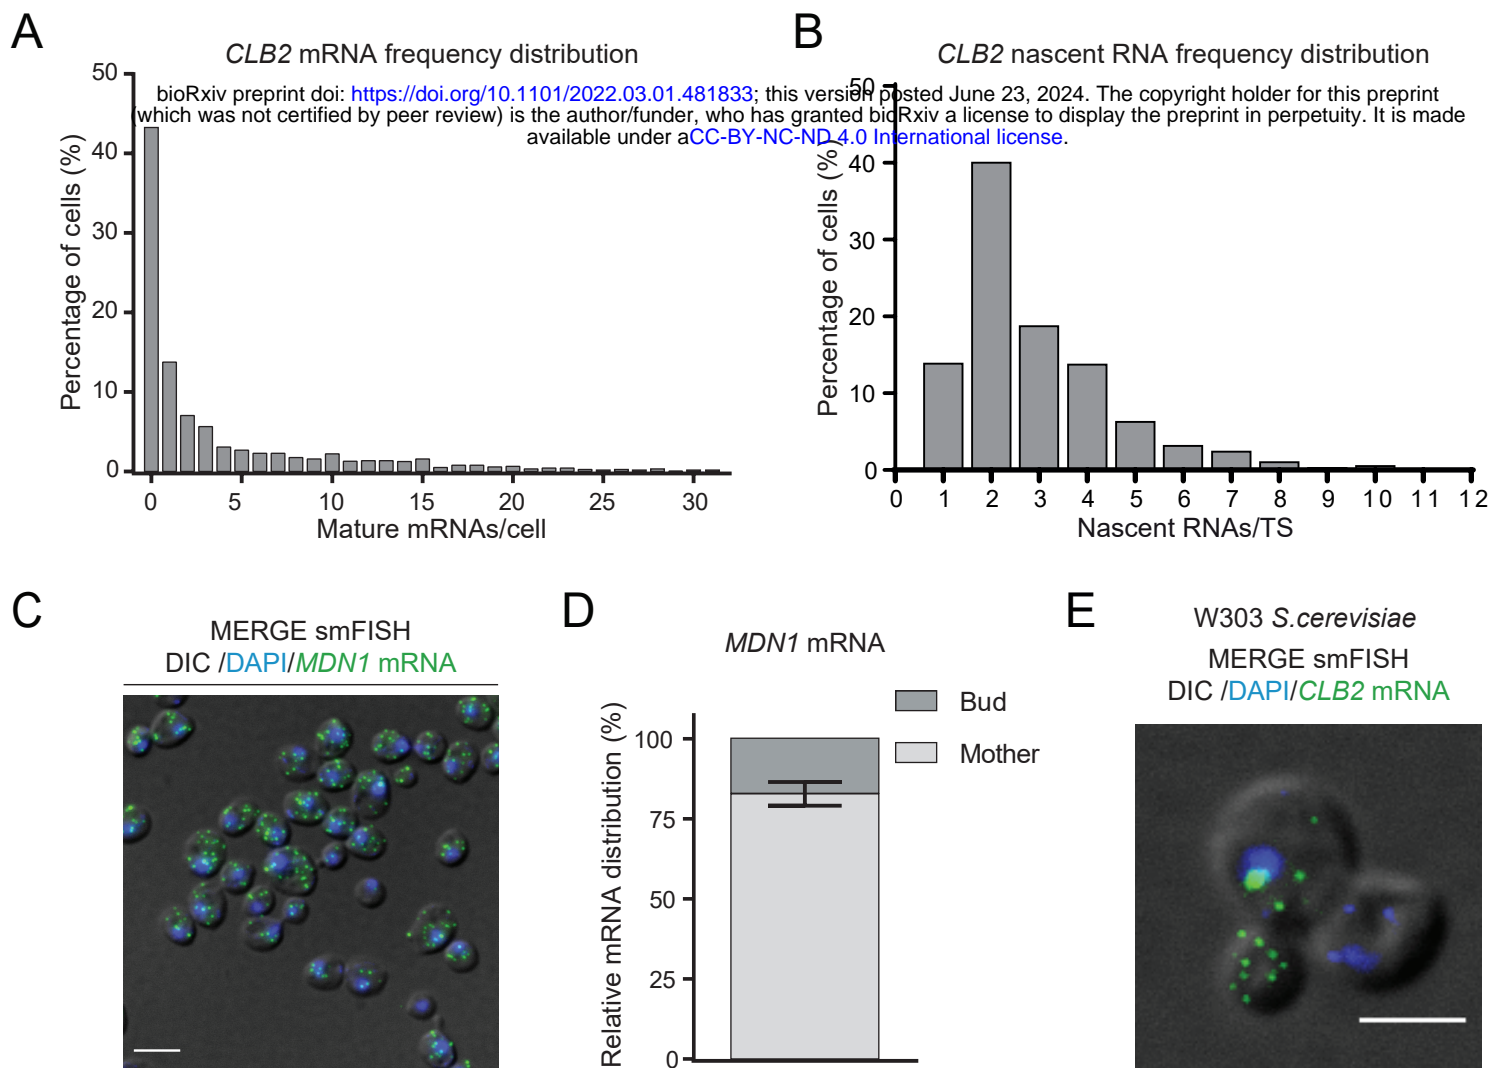 A
CLB2 mRNA frequency distribution
50
40
30
20
10
0
Percentage of cells (%)
0 5 10 15 20 25 30
Mature mRNAs/cell
B
CLB2 nascent RNA frequency distribution
50
40
30
20
10
0
Percentage of cells (%)
0 1 2 3 4 5 6 7 8 9 10 11 12
Nascent RNAs/TS
bioRxiv preprint doi: https://doi.org/10.1101/2022.03.01.481833; this version posted June 23, 2024. The copyright holder for this preprint
(which was not certified by peer review) is the author/funder, who has granted bioRxiv a license to display the preprint in perpetuity. It is made
available under aCC-BY-NC-ND 4.0 International license.
C
MERGE smFISH
DIC /DAPI/MDN1 mRNA
D
MDN1 mRNA
Bud
Mother
100
75
50
25
0
Relative mRNA distribution (%)
E
W303 S.cerevisiae
MERGE smFISH
DIC /DAPI/CLB2 mRNA